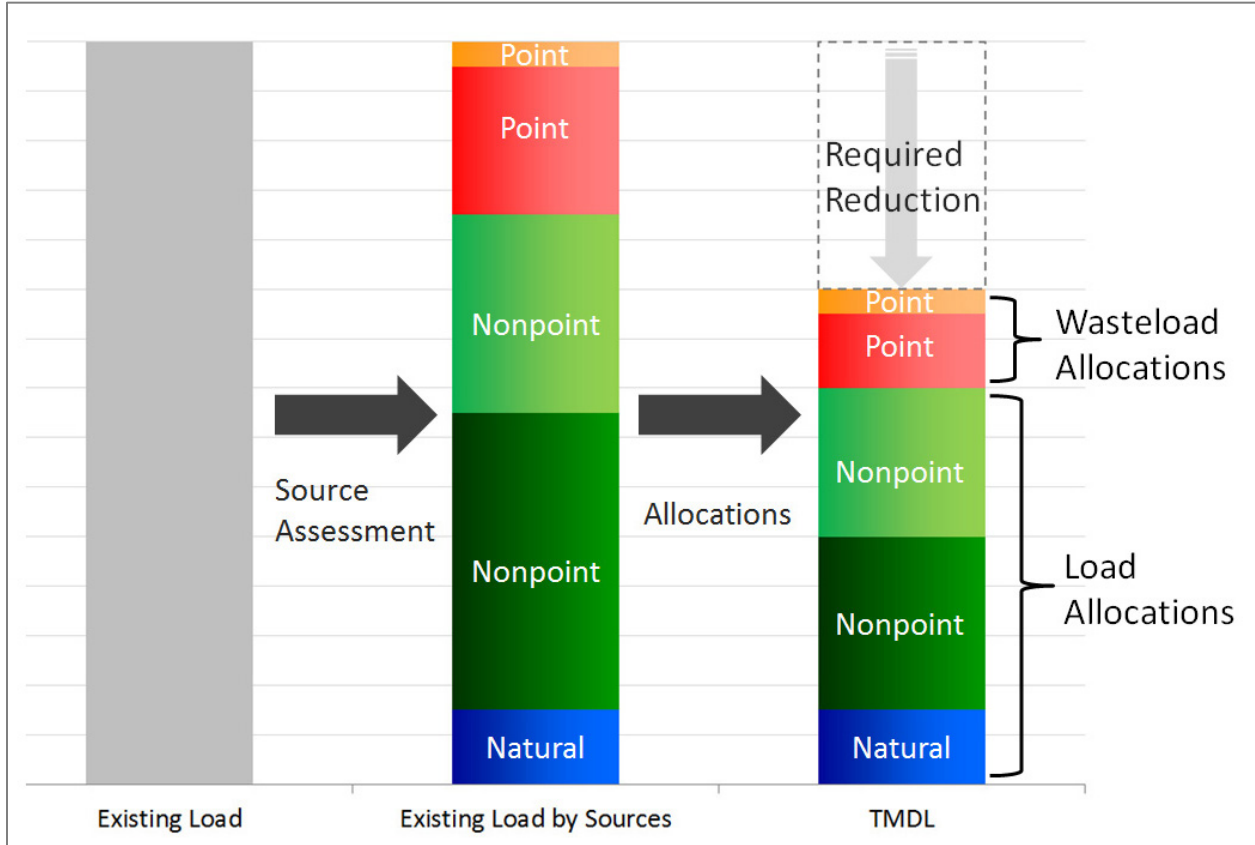 Point
Point
Nonpoint
Nonpoint
Natural
Source
Assessment
Allocations
Required
Reduction
Point
Point
Nonpoint
Nonpoint
Natural
Wasteload
Allocations
Load
Allocations
Existing Load
Existing Load by Sources
TMDL